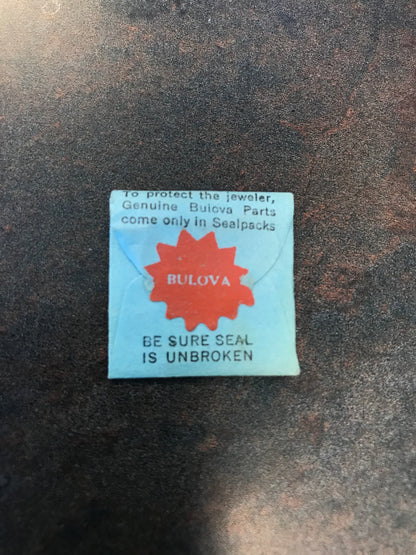 To protect the jeweler,
Genuine Bulova Parts
come only in Sealpacks
BULOVA
BE SURE SEAL
IS UNBROKEN